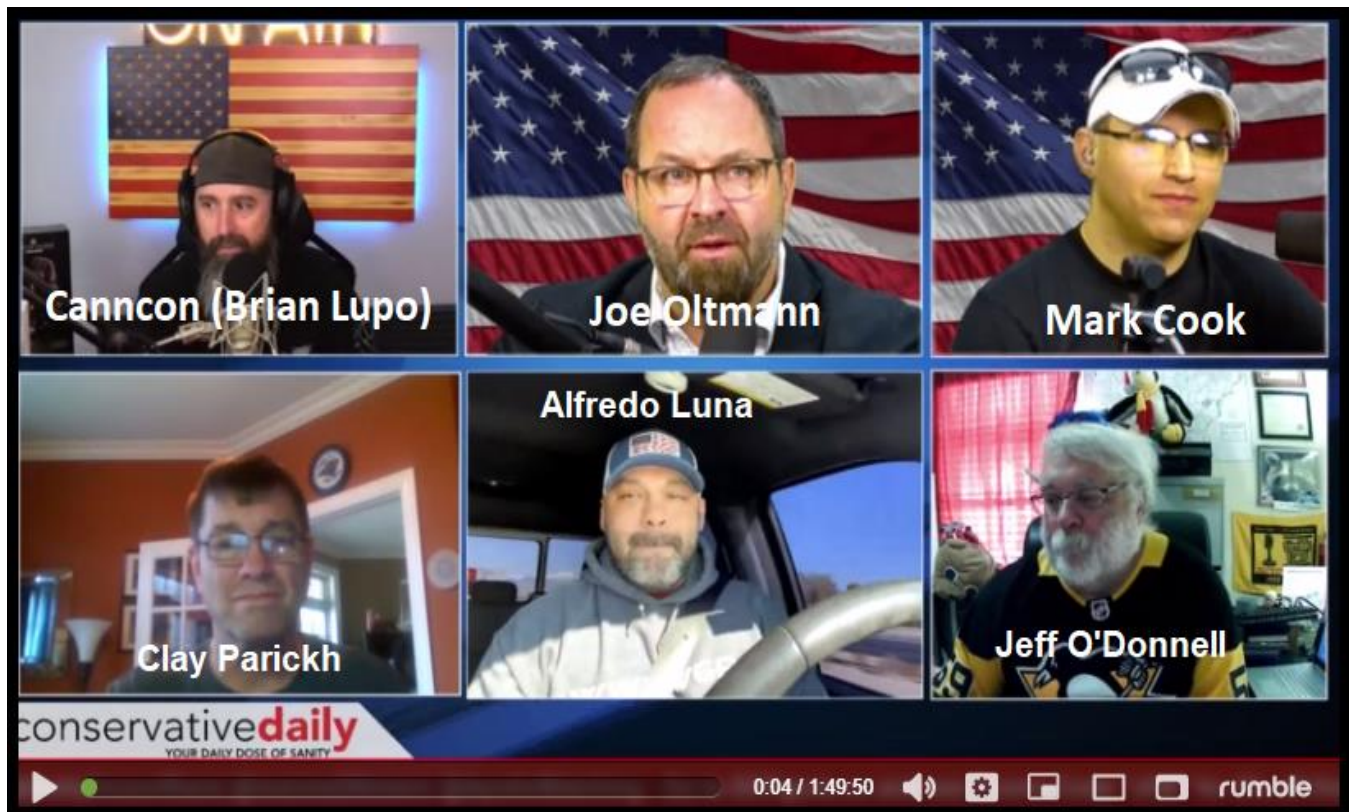 ON AIR
Canncon (Brian Lupo)
Joe Oltmann
Mark Cook
Clay Parickh
Alfredo Luna
Jeff O'Donnell
conservativedaily
YOUR DAILY DOSE OF SANITY
0:04 / 1:49:50
rumble